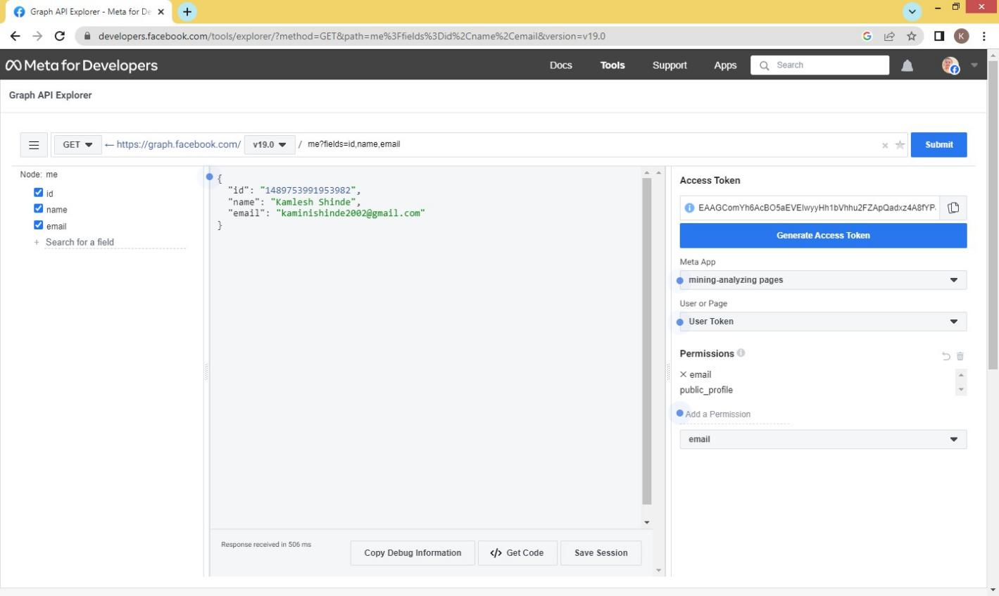 Graph API Explorer - Meta for De
developers.facebook.com/tools/explorer/?method=GET&path=me%3Ffields%3Did%2Cname%2Cemail&version=v19.0
K
Meta for Developers
Docs
Tools
Support
Apps
Search
Graph API Explorer
GET
← https://graph.facebook.com/
v19.0
/
me?fields=id,name,email
Submit
Node: me
id
name
email
+ Search for a field
{
"id": "1489753991953982",
"name": "Kamlesh Shinde",
"email": "kaminishinde2002@gmail.com"
}
Response received in 506 ms
Copy Debug Information
</> Get Code
Save Session
Access Token
Generate Access Token
Meta App
mining-analyzing pages
User or Page
User Token
Permissions
email
public_profile
Add a Permission
email